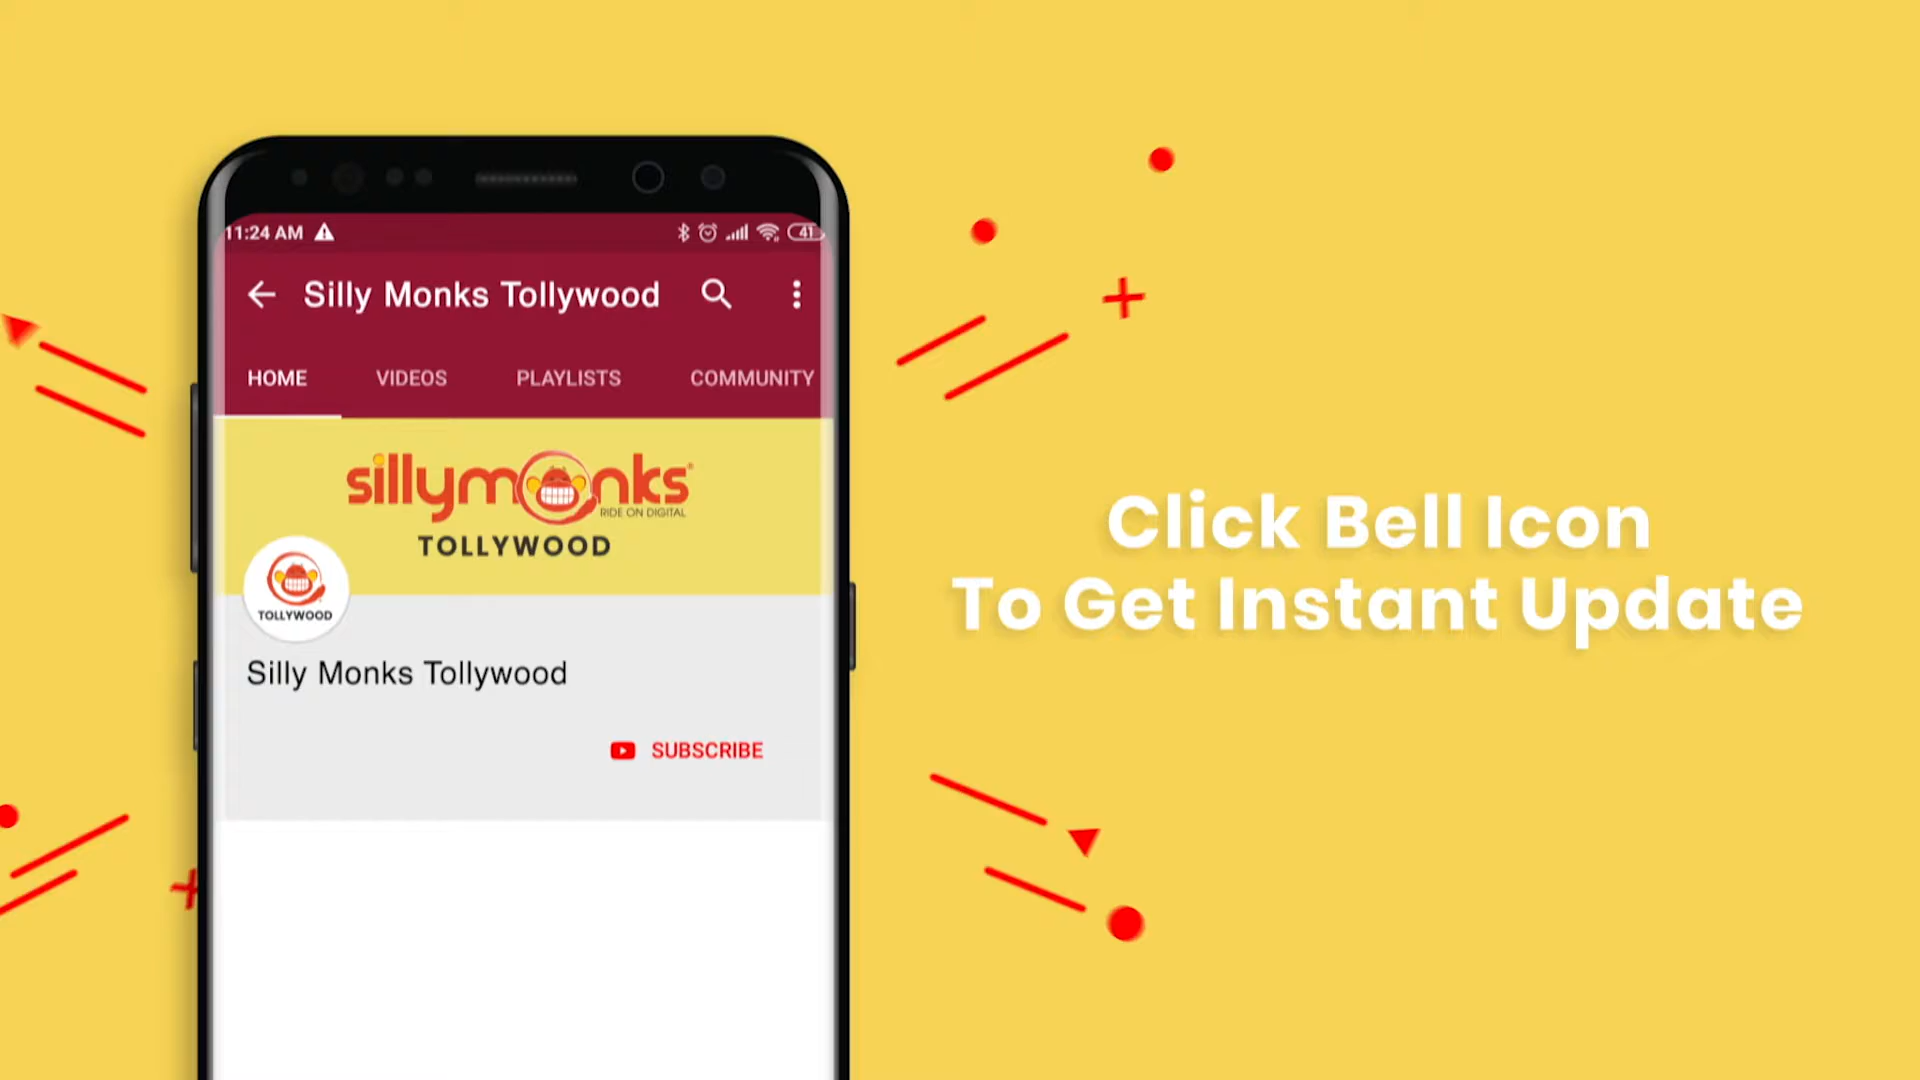 11:24 AM
41
Silly Monks Tollywood
HOME VIDEOS PLAYLISTS COMMUNITY
sillymonks
RIDE ON DIGITAL
TOLLYWOOD
TOLLYWOOD
Silly Monks Tollywood
SUBSCRIBE
Click Bell Icon
To Get Instant Update